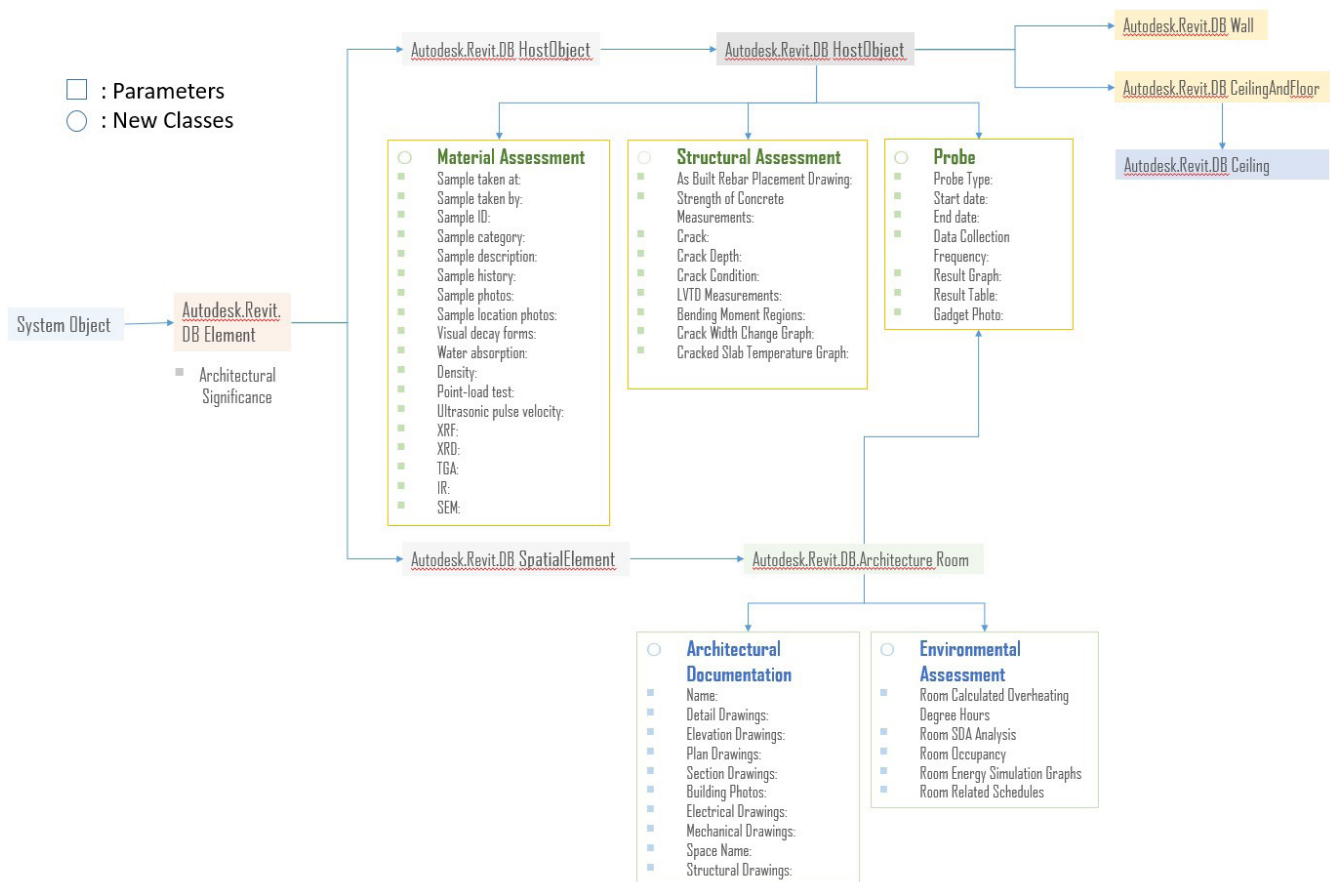 Autodesk.Revit.DB HostObject
Autodesk.Revit.DB HostObject
Autodesk.Revit.DB Wall
Autodesk.Revit.DB CeilingAndFloor
Autodesk.Revit.DB Ceiling
: Parameters
: New Classes
System Object
Autodesk.Revit.
DB Element
Architectural
Significance
Material Assessment
Sample taken at:
Sample taken by:
Sample ID:
Sample category:
Sample description:
Sample history:
Sample photos:
Sample location photos:
Visual decay forms:
Water absorption:
Density:
Point-load test:
Ultrasonic pulse velocity:
XRF:
XRD:
TGA:
IR:
SEM:
Structural Assessment
As Built Rebar Placement Drawing:
Strength of Concrete
Measurements:
Crack:
Crack Depth:
Crack Condition:
LVTD Measurements:
Bending Moment Regions:
Crack Width Change Graph:
Cracked Slab Temperature Graph:
Probe
Probe Type:
Start date:
End date:
Data Collection
Frequency:
Result Graph:
Result Table:
Gadget Photo:
Autodesk.Revit.DB SpatialElement
Autodesk.Revit.DB.Architecture Room
Architectural
Documentation
Name:
Detail Drawings:
Elevation Drawings:
Plan Drawings:
Section Drawings:
Building Photos:
Electrical Drawings:
Mechanical Drawings:
Space Name:
Structural Drawings:
Environmental
Assessment
Room Calculated Overheating
Degree Hours
Room SDA Analysis
Room Occupancy
Room Energy Simulation Graphs
Room Related Schedules